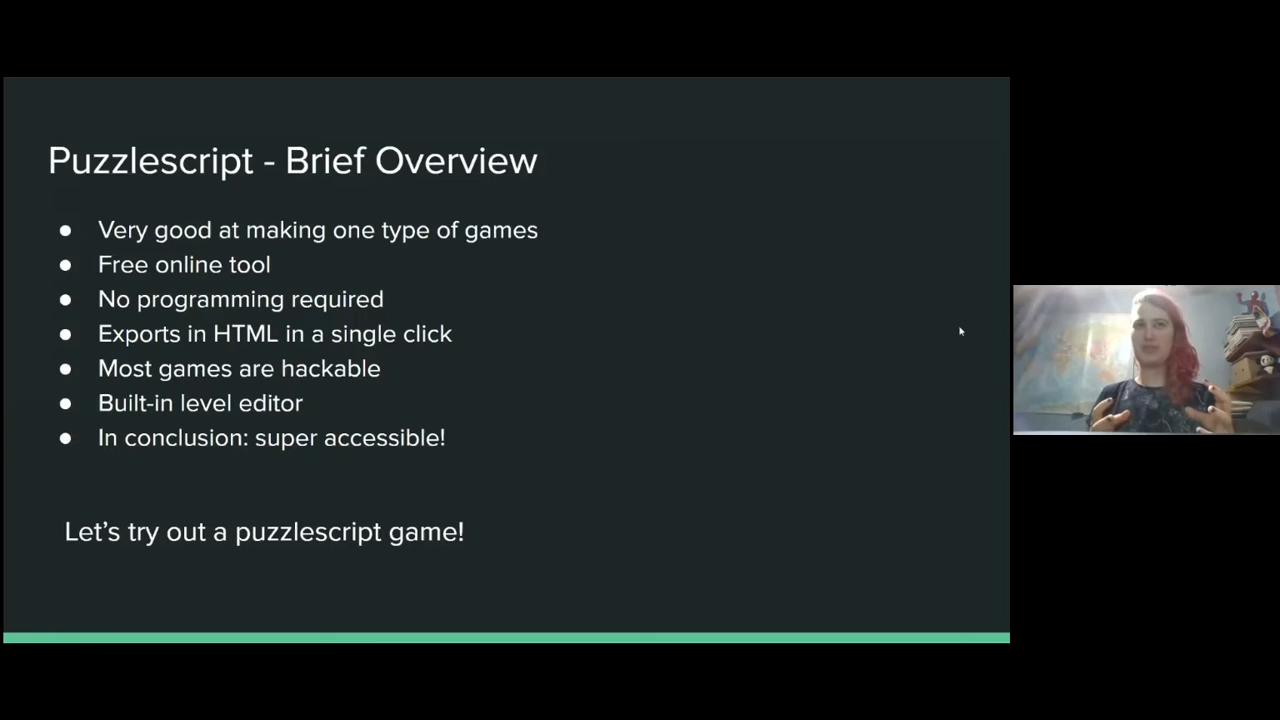 Puzzlescript - Brief Overview
● Very good at making one type of games
● Free online tool
● No programming required
● Exports in HTML in a single click
● Most games are hackable
● Built-in level editor
● In conclusion: super accessible!
Let’s try out a puzzlescript game!